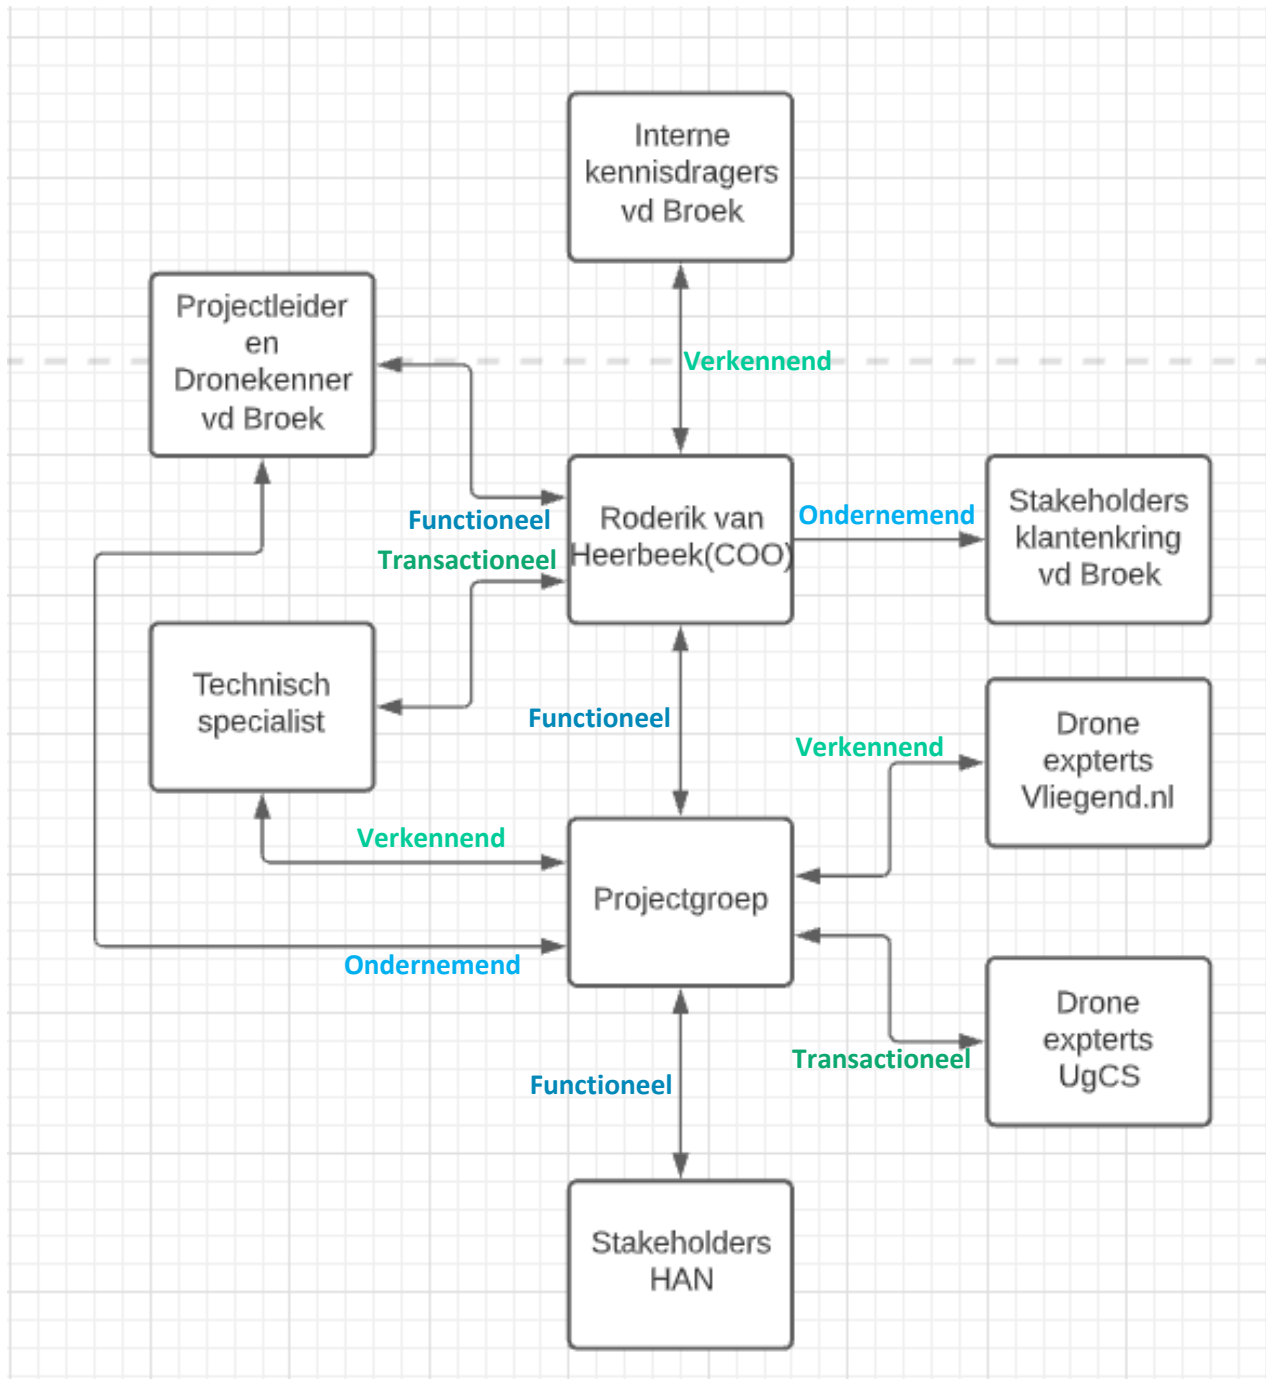 Interne
kennisdragers
vd Broek
Projectleider
en
Dronekenner
vd Broek
Verkennend
Functioneel
Transactioneel
Roderik van
Heerbeek(COO)
Ondernemend
Stakeholders
klantenkring
vd Broek
Technisch
specialist
Functioneel
Verkennend
Drone
expterts
Vliegend.nl
Verkennend
Projectgroep
Ondernemend
Transactioneel
Drone
expterts
UgCS
Functioneel
Stakeholders
HAN